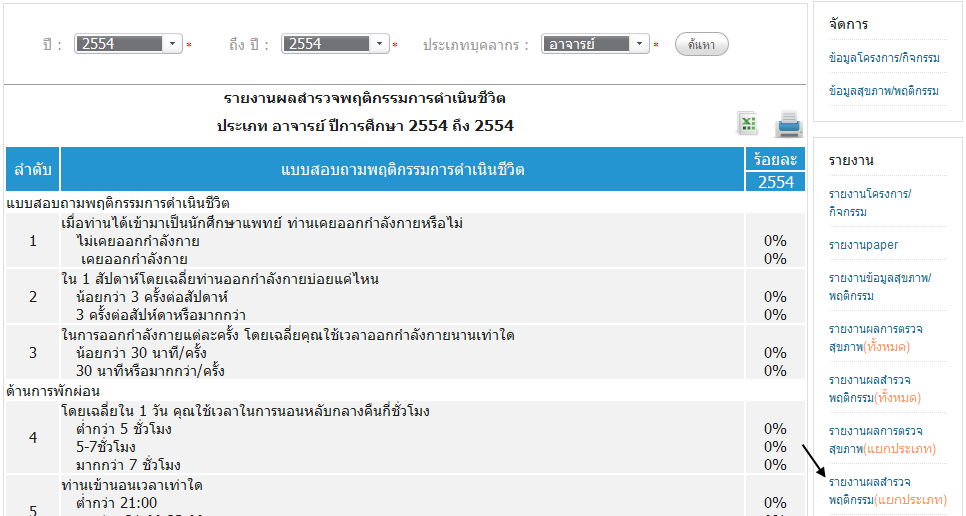 ปี : 2554 * ถึง ปี : 2554 * ประเภทบุคลากร : อาจารย์ * ค้นหา
รายงานผลสำรวจพฤติกรรมการดำเนินชีวิต
ประเภท อาจารย์ ปีการศึกษา 2554 ถึง 2554
ลำดับ แบบสอบถามพฤติกรรมการดำเนินชีวิต ร้อยละ
2554
แบบสอบถามพฤติกรรมการดำเนินชีวิต
เมื่อท่านได้เข้ามาเป็นนักศึกษาแพทย์ ท่านเคยออกกำลังกายหรือไม่
1 ไม่เคยออกกำลังกาย 0%
เคยออกกำลังกาย 0%
ใน 1 สัปดาห์โดยเฉลี่ยท่านออกกำลังกายบ่อยแค่ไหน
2 น้อยกว่า 3 ครั้งต่อสัปดาห์ 0%
3 ครั้งต่อสัปห์ดาหรือมากกว่า 0%
ในการออกกำลังกายแต่ละครั้ง โดยเฉลี่ยคุณใช้เวลาออกกำลังกายนานเท่าใด
3 น้อยกว่า 30 นาที/ครั้ง 0%
30 นาทีหรือมากกว่า/ครั้ง 0%
ด้านการพักผ่อน
โดยเฉลี่ยใน 1 วัน คุณใช้เวลาในการนอนหลับกลางคืนกี่ชั่วโมง
4 ต่ำกว่า 5 ชั่วโมง 0%
5-7ชั่วโมง 0%
มากกว่า 7 ชั่วโมง 0%
ท่านเข้านอนเวลาเท่าใด
5 ต่ำกว่า 21:00 0%
จัดการ
ข้อมูลโครงการ/กิจกรรม
ข้อมูลสุขภาพ/พฤติกรรม
รายงาน
รายงานโครงการ/
กิจกรรม
รายงานpaper
รายงานข้อมูลสุขภาพ/
พฤติกรรม
รายงานผลการตรวจ
สุขภาพ(ทั้งหมด)
รายงานผลสำรวจ
พฤติกรรม(ทั้งหมด)
รายงานผลการตรวจ
สุขภาพ(แยกประเภท)
รายงานผลสำรวจ
พฤติกรรม(แยกประเภท)